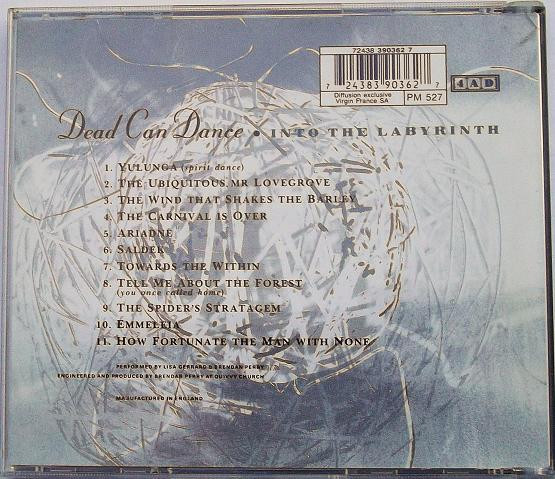 72438 390362 7
7 24383 90362 7
Diffusion exclusive
Virgin France SA
PM 527
4AD
Dead Can Dance • INTO THE LABYRINTH
1. YULUNGA (spirit dance)
2. THE UBIQUITOUS MR LOVEGROVE
3. THE WIND THAT SHAKES THE BARLEY
4. THE CARNIVAL IS OVER
5. ARIADNE
6. SALDEK
7. TOWARDS THE WITHIN
8. TELL ME ABOUT THE FOREST
(you once called home)
9. THE SPIDER'S STRATAGEM
10. EMMELEIA
11. HOW FORTUNATE THE MAN WITH NONE
PERFORMED BY LISA GERRARD & BRENDAN PERRY
ENGINEERED AND PRODUCED BY BRENDAN PERRY AT QUIVVY CHURCH
MANUFACTURED IN ENGLAND